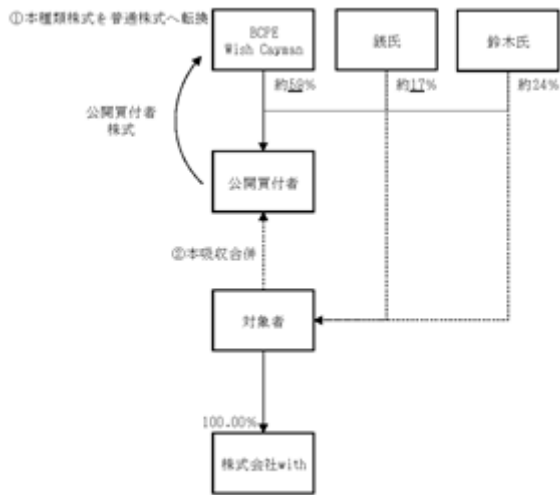 ①本種類株式を普通株式へ転換
BCPE
Wish Cayman
銭氏
鈴木氏
約59%
約17%
約24%
公開買付者
株式
公開買付者
②本吸収合併
対象者
100.00%
株式会社with